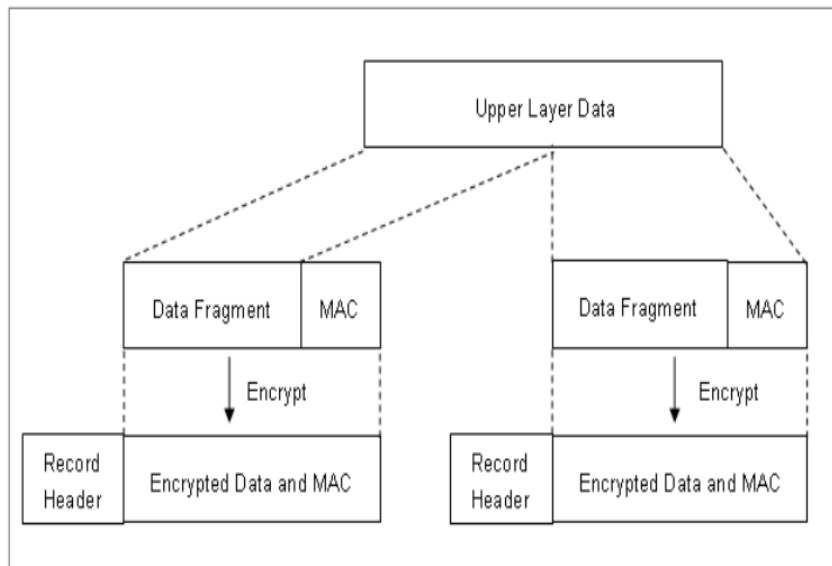 Upper Layer Data
Data Fragment
MAC
Data Fragment
MAC
Encrypt
Encrypt
Record
Header
Encrypted Data and MAC
Record
Header
Encrypted Data and MAC